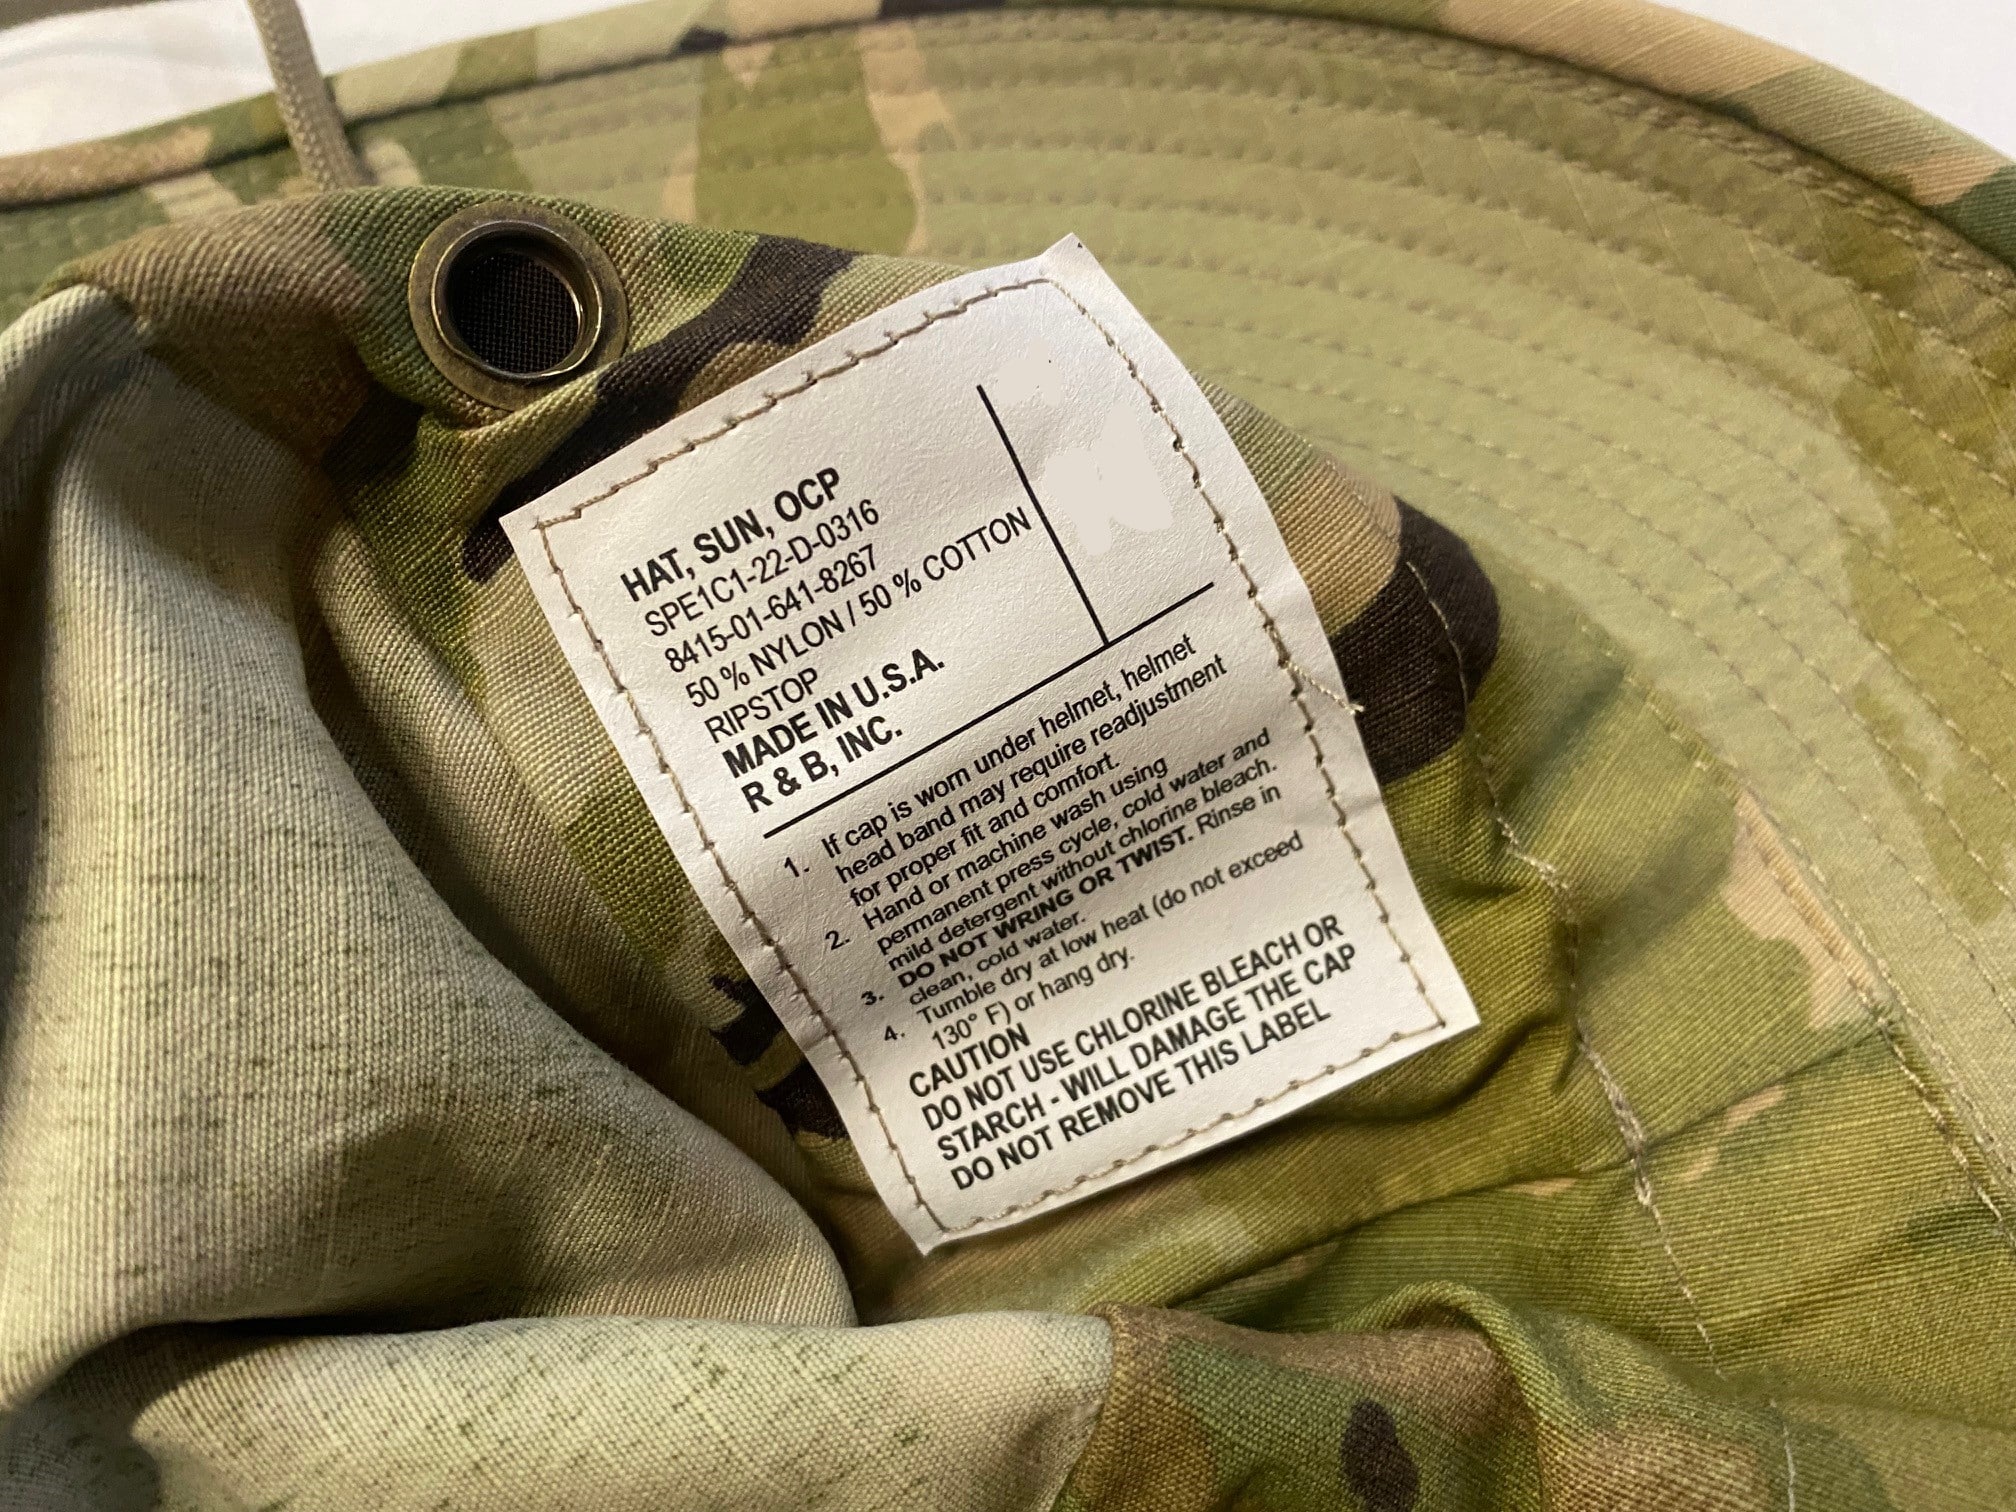 HAT, SUN, OCP
SPE1C1-22-D-0316
8415-01-641-8267
50 % NYLON / 50 % COTTON
RIPSTOP
MADE IN U.S.A.
R & B, INC.
1. If cap is worn under helmet, helmet
head band may require readjustment
for proper fit and comfort.
2. Hand or machine wash using
permanent press cycle, cold water and
mild detergent without chlorine bleach.
3. DO NOT WRING OR TWIST. Rinse in
clean, cold water.
4. Tumble dry at low heat (do not exceed
130° F) or hang dry.
CAUTION
DO NOT USE CHLORINE BLEACH OR
STARCH - WILL DAMAGE THE CAP
DO NOT REMOVE THIS LABEL